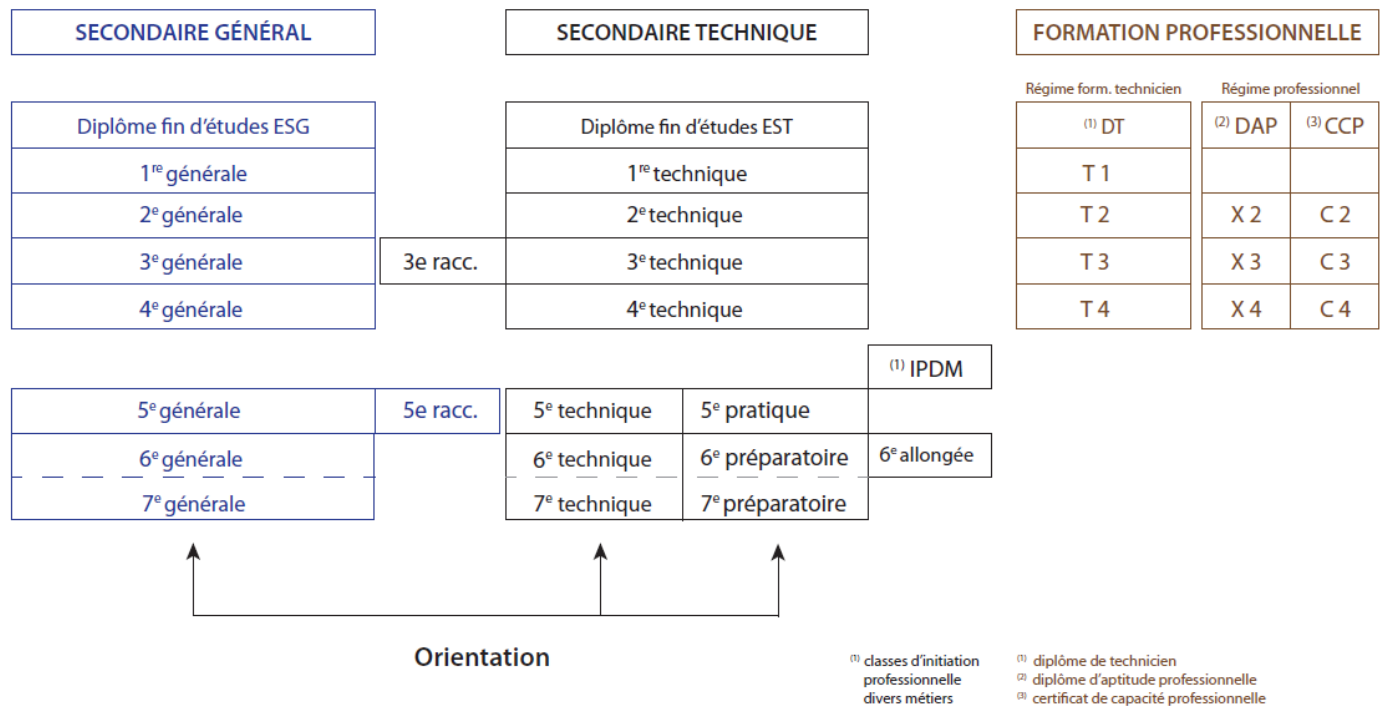 SECONDAIRE GÉNÉRAL
SECONDAIRE TECHNIQUE
FORMATION PROFESSIONNELLE
Régime form. technicien
Régime professionnel
Diplôme fin d'études ESG
Diplôme fin d'études EST
(1) DT
(2) DAP
(3) CCP
1re générale
1re technique
T 1
2e générale
2e technique
T 2
X 2
C 2
3e générale
3e racc.
3e technique
T 3
X 3
C 3
4e générale
4e technique
T 4
X 4
C 4
(1) IPDM
5e générale
5e racc.
5e technique
5e pratique
6e générale
6e technique
6e préparatoire
6e allongée
7e générale
7e technique
7e préparatoire
Orientation
(1) classes d'initiation
professionnelle
divers métiers
(1) diplôme de technicien
(2) diplôme d'aptitude professionnelle
(3) certificat de capacité professionelle